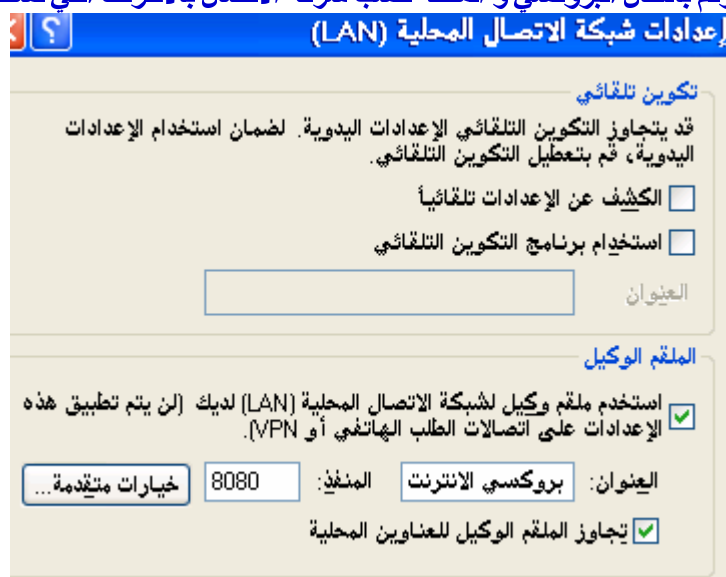 إعدادات شبكة الاتصال المحلية (LAN)
تكوين تلقائي
قد يتجاوز التكوين التلقائي الإعدادات اليدوية. لضمان استخدام الإعدادات
اليدوية، قم بتعطيل التكوين التلقائي.
الكشف عن الإعدادات تلقائياً
استخدام برنامج التكوين التلقائي
العنوان
الملقم الوكيل
استخدم ملقم وكيل لشبكة الاتصال المحلية (LAN) لديك (لن يتم تطبيق هذه
الإعدادات على اتصالات الطلب الهاتفي أو VPN).
العنوان: بروكسي الانترنت المنفذ: 8080 خيارات متقدمة...
تجاوز الملقم الوكيل للعناوين المحلية